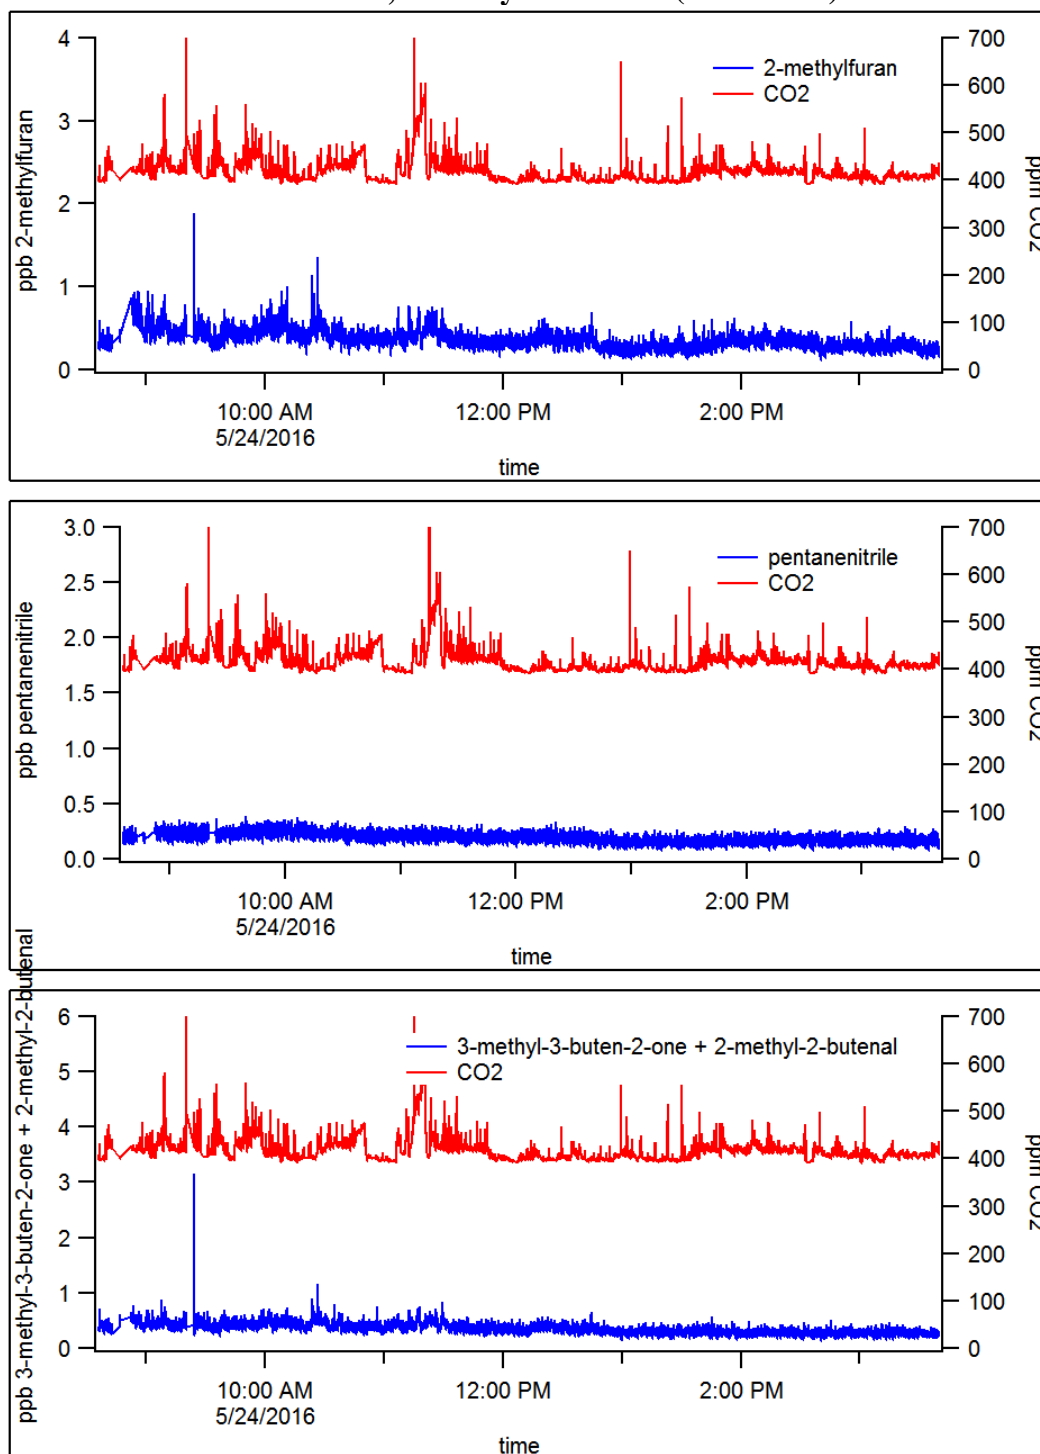 4
700
2-methylfuran
CO2
600
3
500
ppb 2-methylfuran
ppm CO2
400
2
300
200
1
100
0
0
10:00 AM
12:00 PM
2:00 PM
5/24/2016
time
3.0
700
pentanenitrile
CO2
2.5
600
2.0
500
ppb pentanenitrile
ppm CO2
400
1.5
300
1.0
200
0.5
100
0.0
0
10:00 AM
12:00 PM
2:00 PM
5/24/2016
time
6
700
3-methyl-3-buten-2-one + 2-methyl-2-butenal
CO2
5
600
500
4
ppb 3-methyl-3-buten-2-one + 2-methyl-2-butenal
ppm CO2
400
3
300
2
200
1
100
0
0
10:00 AM
12:00 PM
2:00 PM
5/24/2016
time